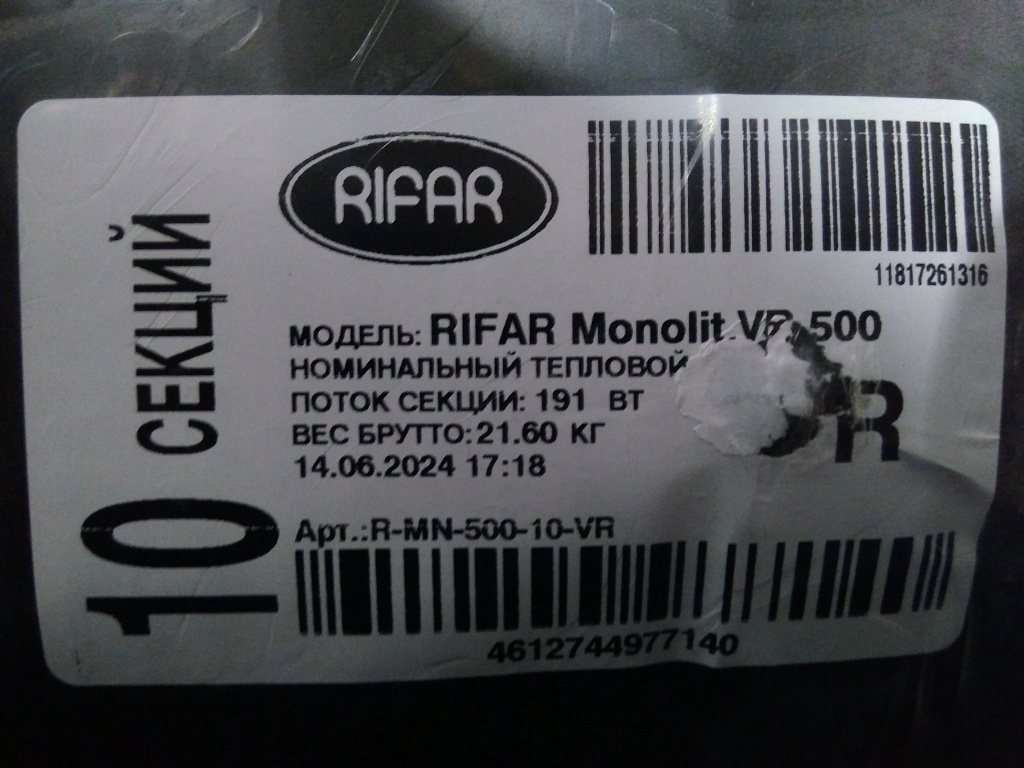 10 СЕКЦИЙ
RIFAR
11817261316
МОДЕЛЬ: RIFAR Monolit VR 500
НОМИНАЛЬНЫЙ ТЕПЛОВОЙ
ПОТОК СЕКЦИИ: 191 ВТ
ВЕС БРУТТО: 21.60 КГ
14.06.2024 17:18
Арт.:R-MN-500-10-VR
4612744977140